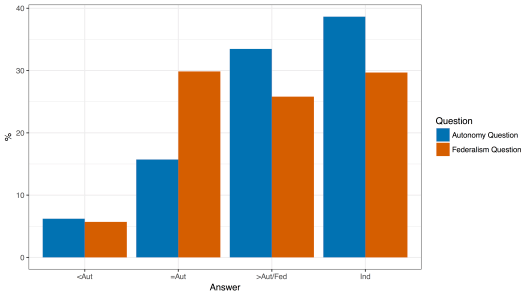 40
30
20
10
0
%
<Aut
=Aut
>Aut/Fed
Ind
Answer
Question
Autonomy Question
Federalism Question